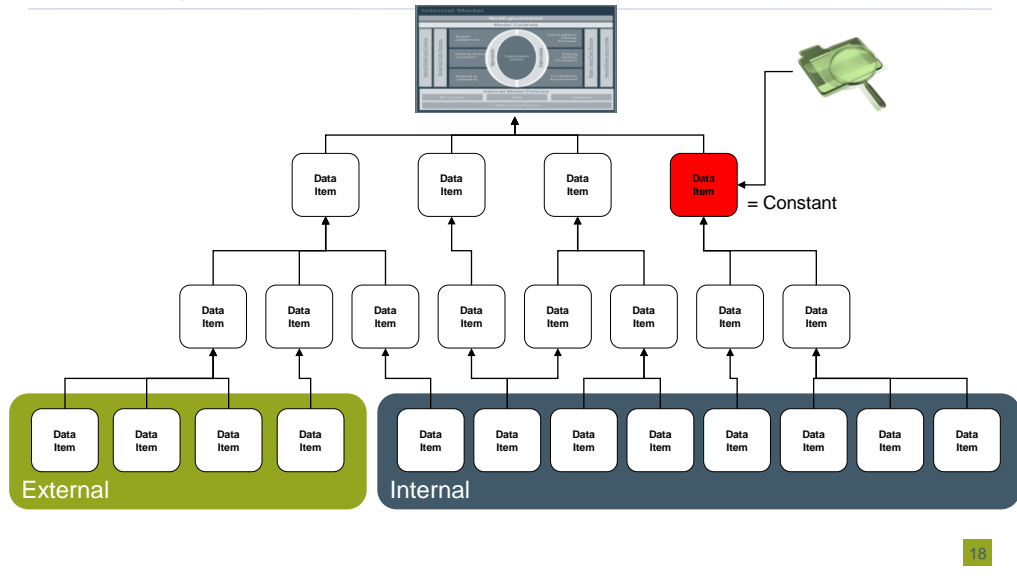 Internal Model
Model Controls
Internal Model Policies
Data
Item
Data
Item
Data
Item
Data
Item
= Constant
Data
Item
Data
Item
Data
Item
Data
Item
Data
Item
Data
Item
Data
Item
Data
Item
Data
Item
Data
Item
Data
Item
Data
Item
Data
Item
Data
Item
Data
Item
Data
Item
Data
Item
Data
Item
Data
Item
Data
Item
External
Internal
18